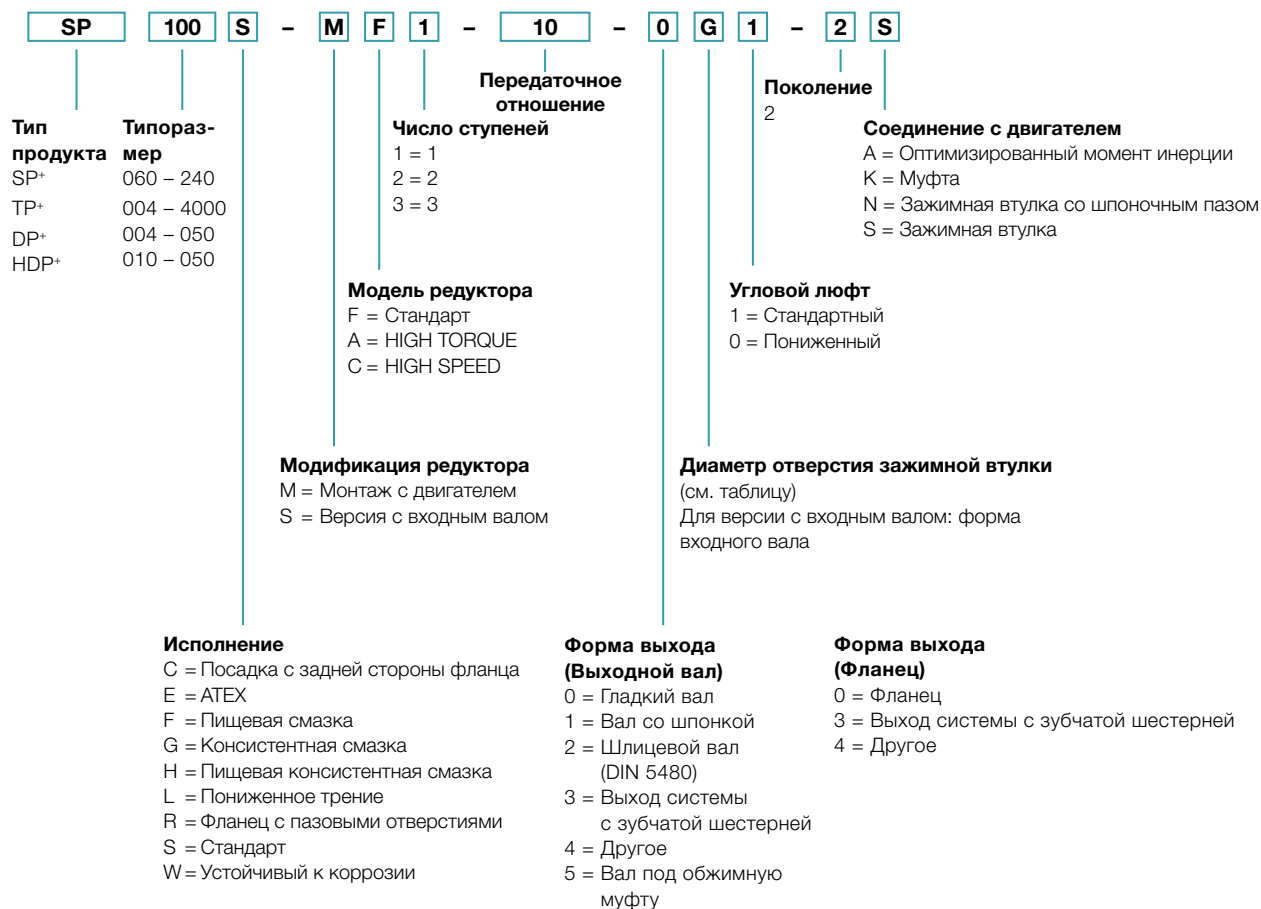 SP 100 S – M F 1 – 10 – 0 G 1 – 2 S
Передаточное
отношение
Поколение
2
Тип
продукта
SP+
TP+
DP+
HDP+
Типораз-
мер
060 – 240
004 – 4000
004 – 050
010 – 050
Число ступеней
1 = 1
2 = 2
3 = 3
Соединение с двигателем
A = Оптимизированный момент инерции
K = Муфта
N = Зажимная втулка со шпоночным пазом
S = Зажимная втулка
Модель редуктора
F = Стандарт
A = HIGH TORQUE
C = HIGH SPEED
Угловой люфт
1 = Стандартный
0 = Пониженный
Модификация редуктора
M = Монтаж с двигателем
S = Версия с входным валом
Диаметр отверстия зажимной втулки
(см. таблицу)
Для версии с входным валом: форма
входного вала
Исполнение
C = Посадка с задней стороны фланца
E = ATEX
F = Пищевая смазка
G = Консистентная смазка
H = Пищевая консистентная смазка
L = Пониженное трение
R = Фланец с пазовыми отверстиями
S = Стандарт
W = Устойчивый к коррозии
Форма выхода
(Выходной вал)
0 = Гладкий вал
1 = Вал со шпонкой
2 = Шлицевой вал
(DIN 5480)
3 = Выход системы
с зубчатой шестерней
4 = Другое
5 = Вал под обжимную
муфту
Форма выхода
(Фланец)
0 = Фланец
3 = Выход системы с зубчатой шестерней
4 = Другое